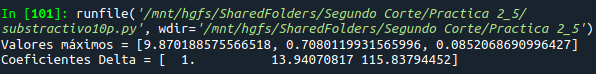 In [101]: runfile('/mnt/hgfs/SharedFolders/Segundo Corte/Practica 2_5/
substractivo10p.py', wdir='/mnt/hgfs/SharedFolders/Segundo Corte/Practica 2_5')
Valores máximos = [9.870188575566518, 0.7080119931565996, 0.0852068690996427]
Coeficientes Delta = [  1.          13.94070817 115.83794452]